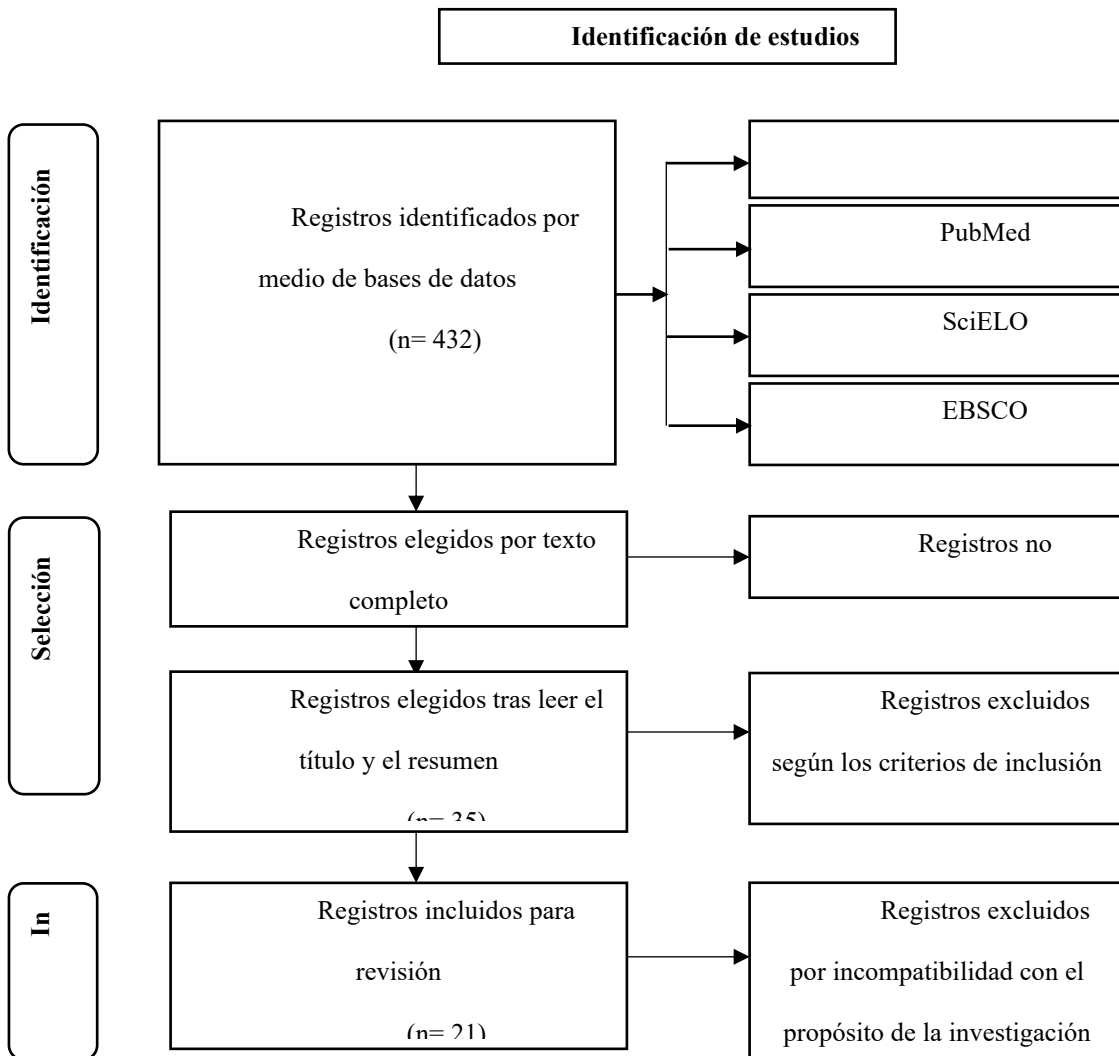 Identificación de estudios
Identificación
Registros identificados por
medio de bases de datos
(n= 432)
PubMed
SciELO
EBSCO
Selección
Registros elegidos por texto
completo
Registros no
Registros elegidos tras leer el
título y el resumen
(n= 35)
Registros excluidos
según los criterios de inclusión
In
Registros incluidos para
revisión
(n= 21)
Registros excluidos
por incompatibilidad con el
propósito de la investigación